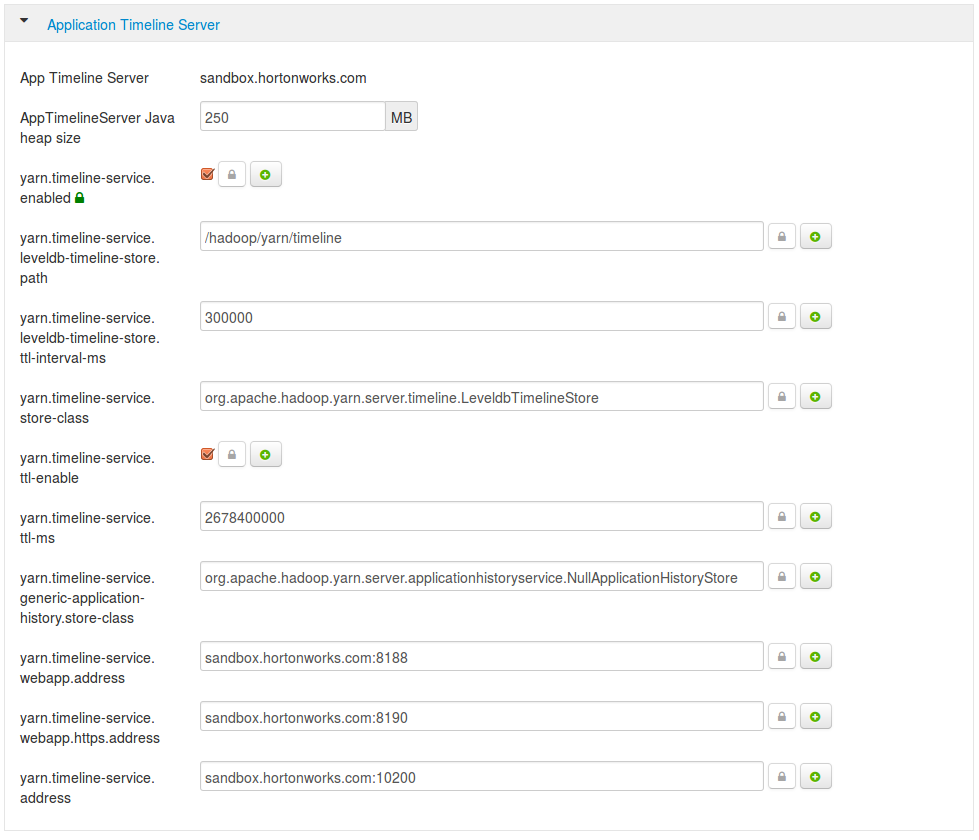 Application Timeline Server
App Timeline Server sandbox.hortonworks.com
AppTimelineServer Java
heap size
250 MB
yarn.timeline-service.
enabled
yarn.timeline-service.
leveldb-timeline-store.
path
/hadoop/yarn/timeline
yarn.timeline-service.
leveldb-timeline-store.
ttl-interval-ms
300000
yarn.timeline-service.
store-class
org.apache.hadoop.yarn.server.timeline.LeveldbTimelineStore
yarn.timeline-service.
ttl-enable
yarn.timeline-service.
ttl-ms
2678400000
yarn.timeline-service.
generic-application-
history.store-class
org.apache.hadoop.yarn.server.applicationhistoryservice.NullApplicationHistoryStore
yarn.timeline-service.
webapp.address
sandbox.hortonworks.com:8188
yarn.timeline-service.
webapp.https.address
sandbox.hortonworks.com:8190
yarn.timeline-service.
address
sandbox.hortonworks.com:10200